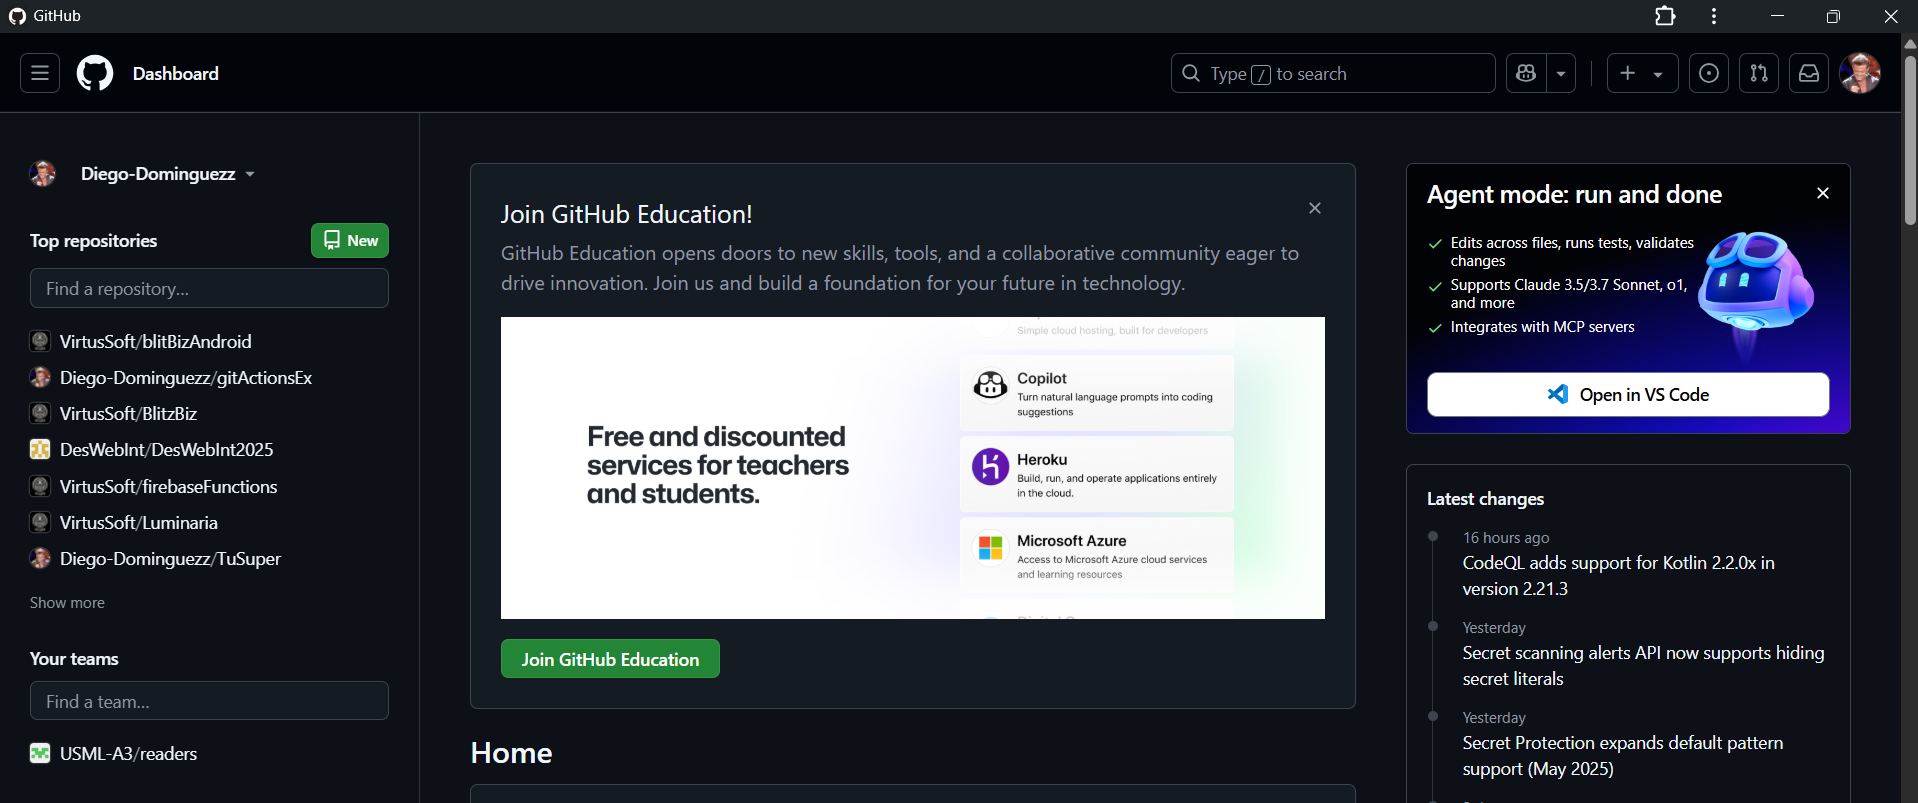 GitHub
Dashboard
Type / to search
Diego-Dominguezz
Top repositories
New
Find a repository...
VirtusSoft/blitBizAndroid
Diego-Dominguezz/gitActionsEx
VirtusSoft/BlitzBiz
DesWebInt/DesWebInt2025
VirtusSoft/firebaseFunctions
VirtusSoft/Luminaria
Diego-Dominguezz/TuSuper
Show more
Your teams
Find a team...
USML-A3/readers
Join GitHub Education!
GitHub Education opens doors to new skills, tools, and a collaborative community eager to
drive innovation. Join us and build a foundation for your future in technology.
Free and discounted
services for teachers
and students.
Simple cloud hosting, built for developers
Copilot
Turn natural language prompts into coding
suggestions
Heroku
Build, run, and operate applications entirely
in the cloud.
Microsoft Azure
Access to Microsoft Azure cloud services
and learning resources
Join GitHub Education
Home
Agent mode: run and done
Edits across files, runs tests, validates
changes
Supports Claude 3.5/3.7 Sonnet, o1,
and more
Integrates with MCP servers
Open in VS Code
Latest changes
16 hours ago
CodeQL adds support for Kotlin 2.2.0x in
version 2.21.3
Yesterday
Secret scanning alerts API now supports hiding
secret literals
Yesterday
Secret Protection expands default pattern
support (May 2025)